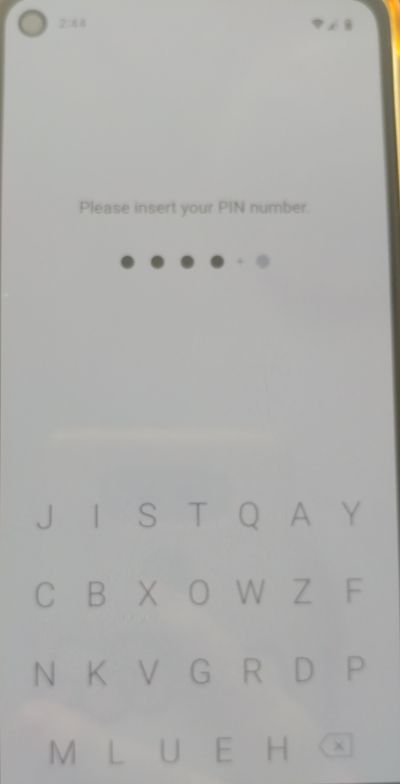 2:44
Please insert your PIN number.
+
J I S T Q A Y
C B X O W Z F
N K V G R D P
M L U E H